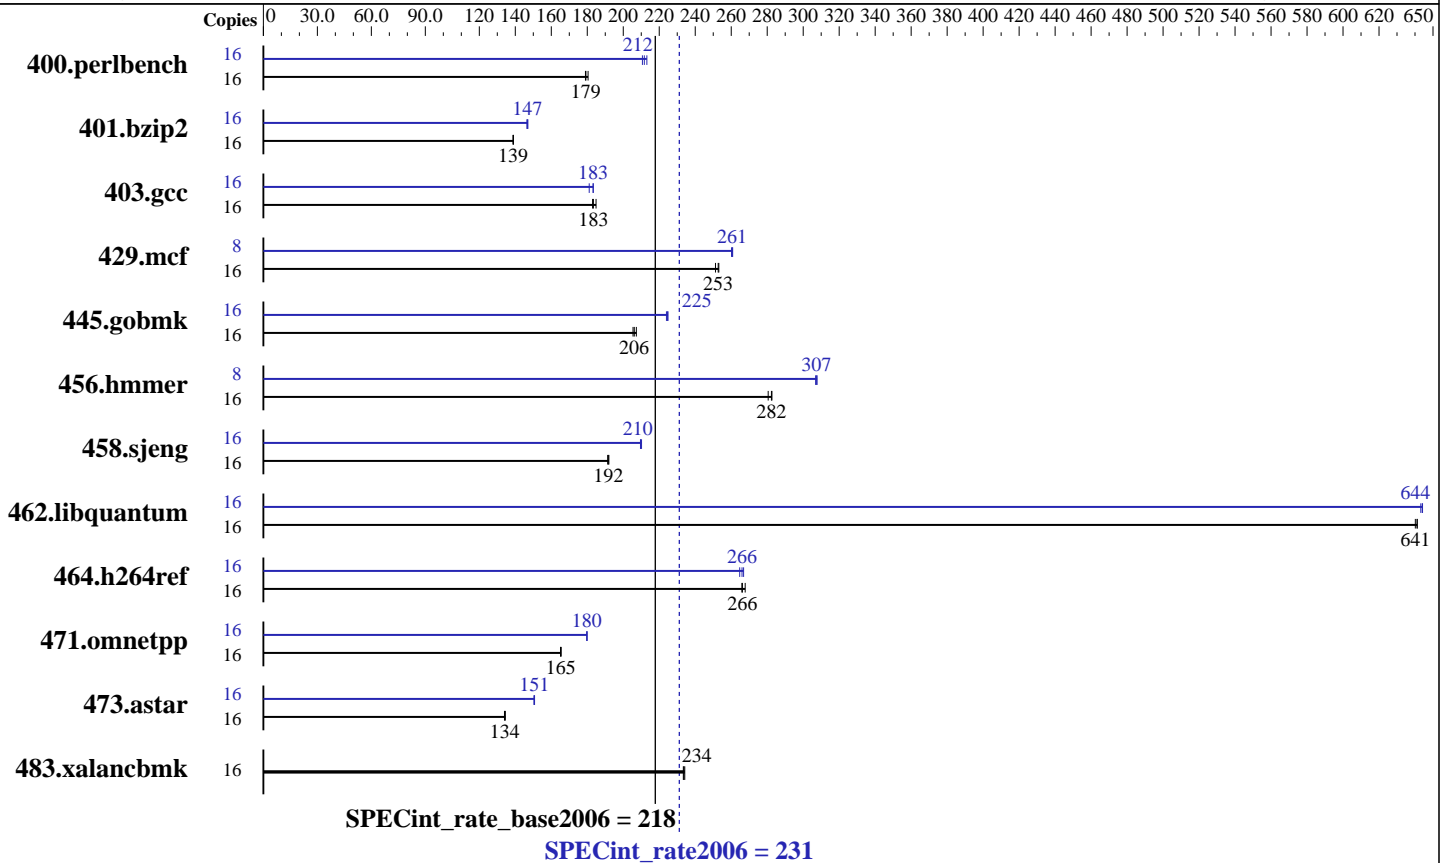 Copies 0 30.0 60.0 90.0 120 140 160 180 200 220 240 260 280 300 320 340 360 380 400 420 440 460 480 500 520 540 560 580 600 620 650
400.perlbench 16 212
16 179
401.bzip2 16 147
16 139
403.gcc 16 183
16 183
429.mcf 8 261
16 253
445.gobmk 16 225
16 206
456.hmmer 8 307
16 282
458.sjeng 16 210
16 192
462.libquantum 16 644
16 641
464.h264ref 16 266
16 266
471.omnetpp 16 180
16 165
473.astar 16 151
16 134
483.xalancbmk 16 234
SPECint_rate_base2006 = 218
SPECint_rate2006 = 231